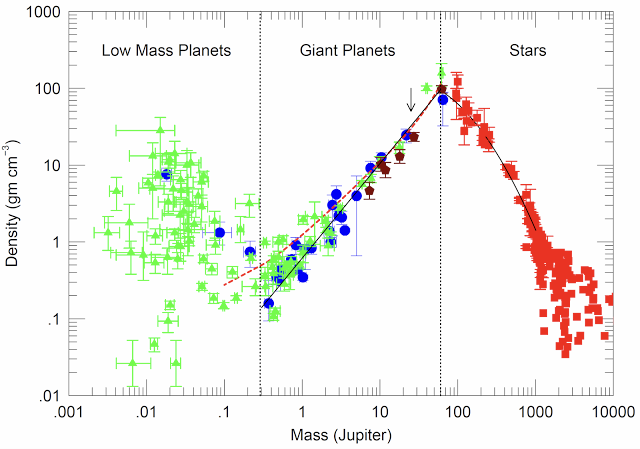 1000
Low Mass Planets Giant Planets Stars
100
10
1
.1
.01
Density (gm cm⁻³)
.001 .01 .1 1 10 100 1000 10000
Mass (Jupiter)